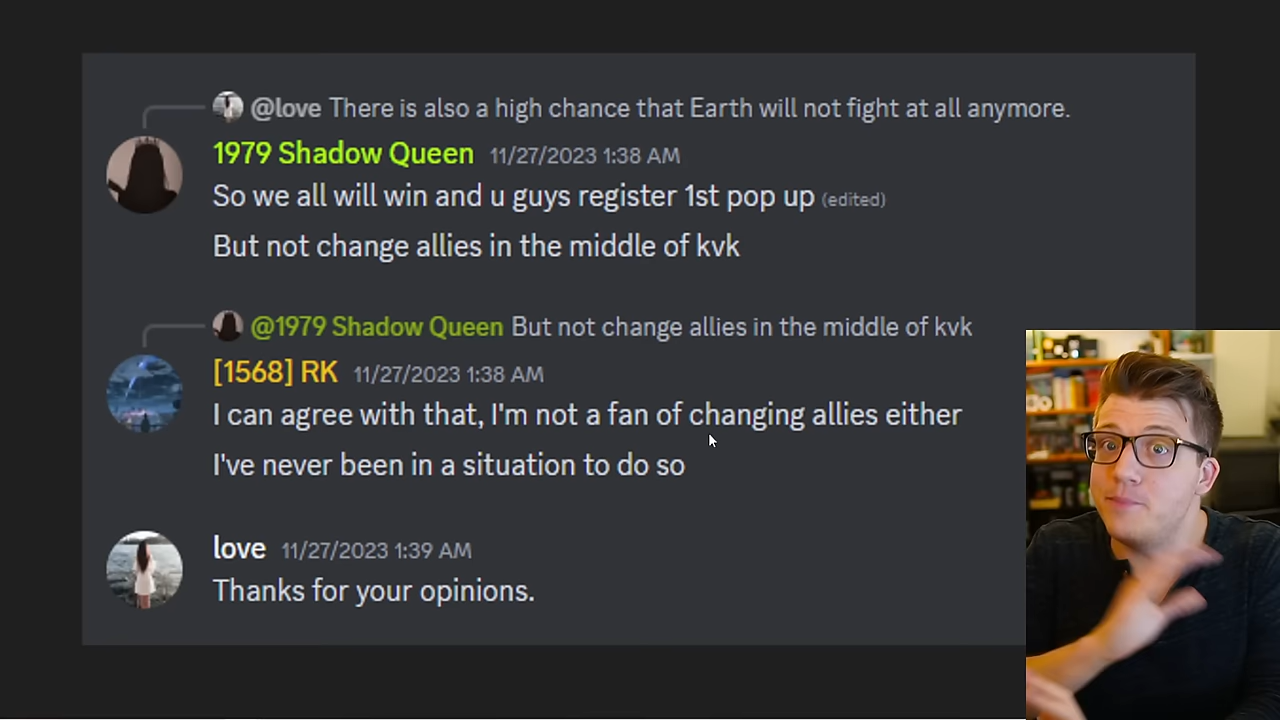 @love There is also a high chance that Earth will not fight at all anymore.
1979 Shadow Queen 11/27/2023 1:38 AM
So we all will win and u guys register 1st pop up (edited)
But not change allies in the middle of kvk
@1979 Shadow Queen But not change allies in the middle of kvk
[1568] RK 11/27/2023 1:38 AM
I can agree with that, I'm not a fan of changing allies either
I've never been in a situation to do so
love 11/27/2023 1:39 AM
Thanks for your opinions.